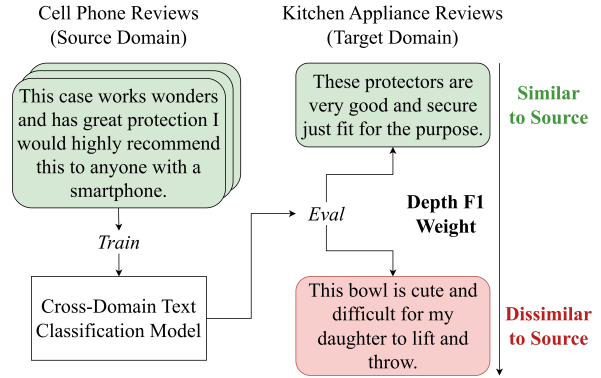 Cell Phone Reviews
(Source Domain)
This case works wonders
and has great protection I
would highly recommend
this to anyone with a
smartphone.
Train
Cross-Domain Text
Classification Model
Kitchen Appliance Reviews
(Target Domain)
These protectors are
very good and secure
just fit for the purpose.
Eval
Depth F1
Weight
This bowl is cute and
difficult for my
daughter to lift and
throw.
Similar
to Source
Dissimilar
to Source